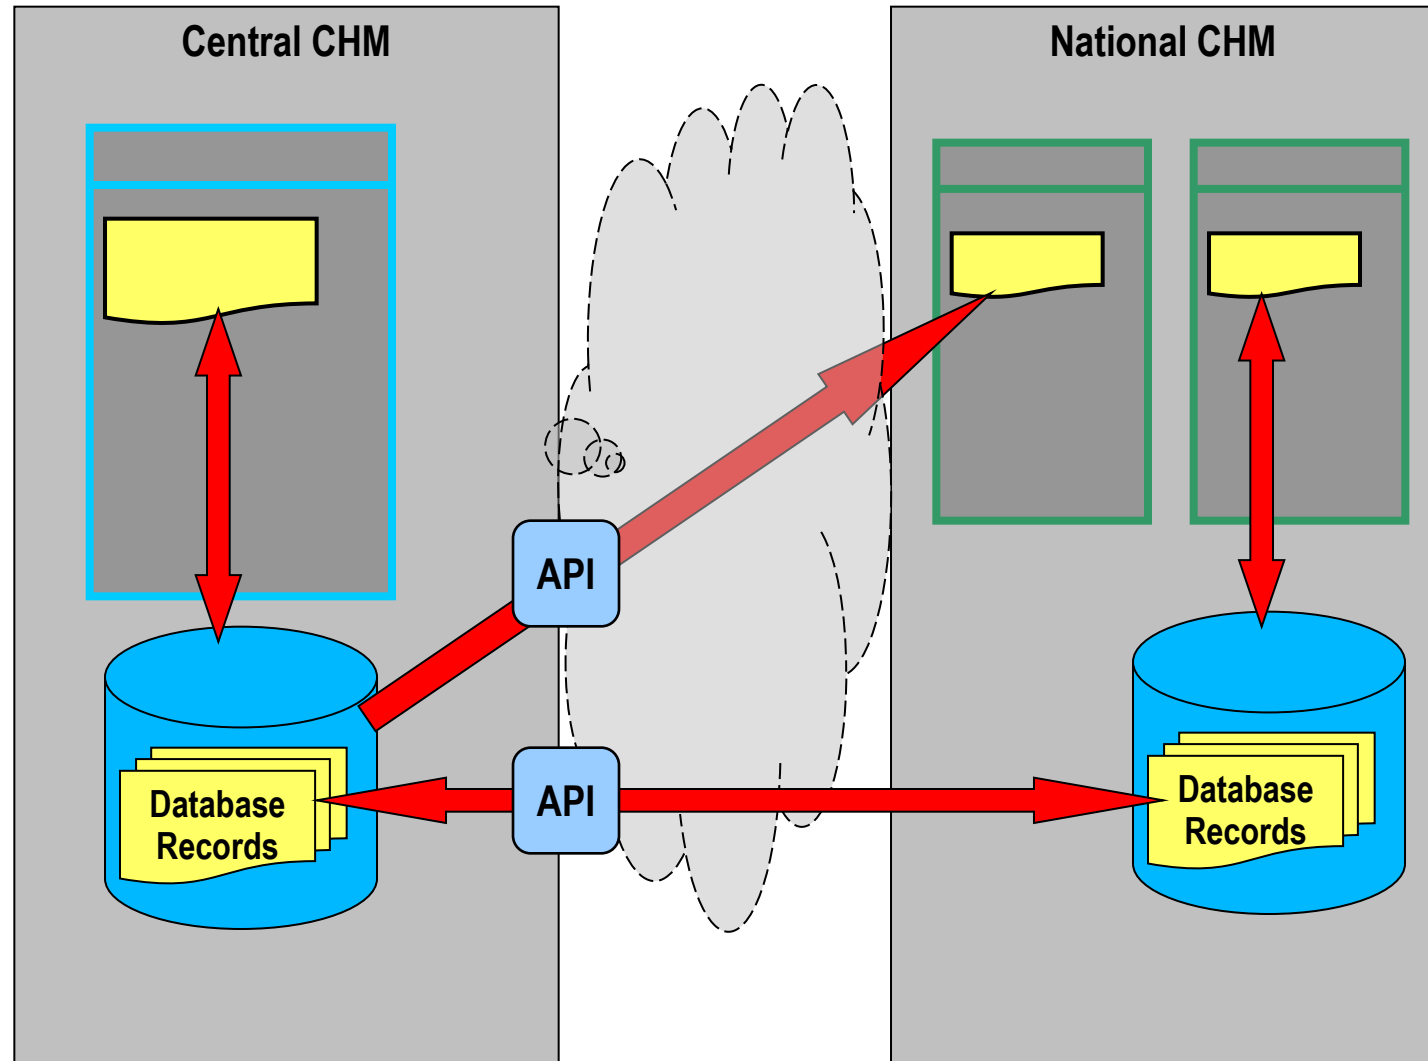 Central CHM
National CHM
API
API
Database
Records
Database
Records